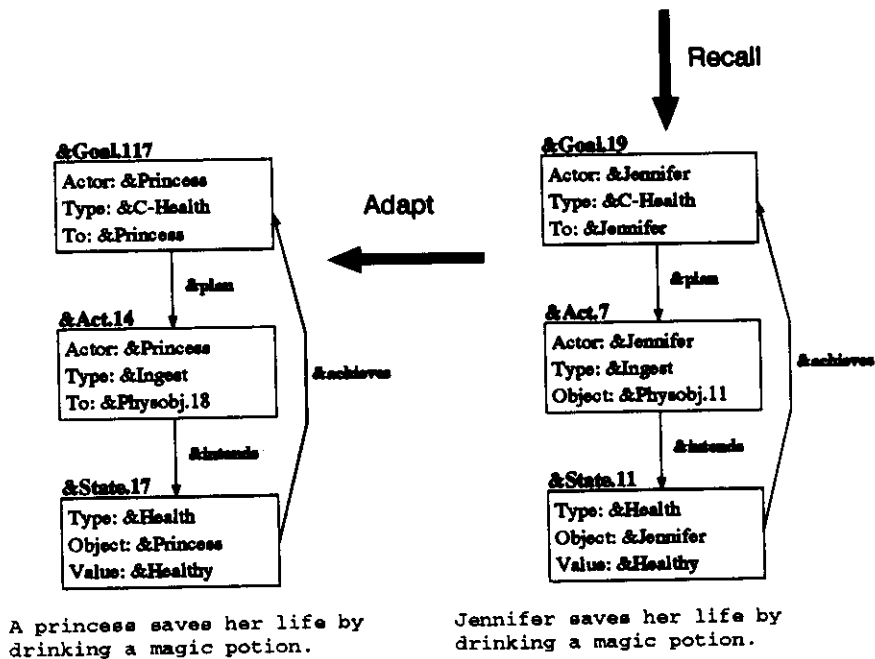 Recall
&Goal.117
Actor: &Princess
Type: &C-Health
To: &Princess
&plan
&Act.14
Actor: &Princess
Type: &Ingest
To: &Physobj.18
&intends
&State.17
Type: &Health
Object: &Princess
Value: &Healthy
&achieves
A princess saves her life by
drinking a magic potion.
Adapt
&Goal.19
Actor: &Jennifer
Type: &C-Health
To: &Jennifer
&plan
&Act.7
Actor: &Jennifer
Type: &Ingest
Object: &Physobj.11
&intends
&State.11
Type: &Health
Object: &Jennifer
Value: &Healthy
&achieves
Jennifer saves her life by
drinking a magic potion.